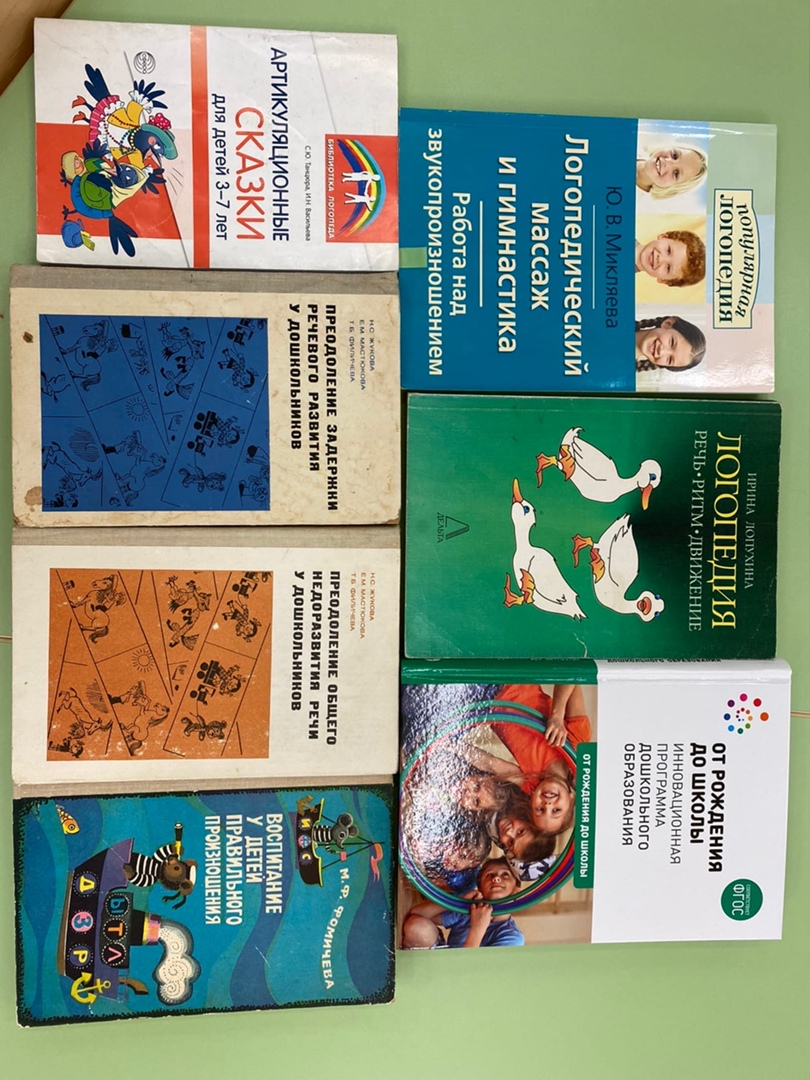 БИБЛИОТЕКА ЛОГОПЕДА
С.Ю. Танцюра, И.Н. Васильева
АРТИКУЛЯЦИОННЫЕ
СКАЗКИ
для детей 3–7 лет
популярная
логопедия
Ю. В. Микляева
Логопедический
массаж
и гимнастика
Работа над
звукопроизношением
Н.С. ЖУКОВА
Е.М. МАСТЮКОВА
Т.Б. ФИЛИЧЕВА
ПРЕОДОЛЕНИЕ ЗАДЕРЖКИ
РЕЧЕВОГО РАЗВИТИЯ
У ДОШКОЛЬНИКОВ
ИРИНА ЛОПУХИНА
ЛОГОПЕДИЯ
РЕЧЬ • РИТМ • ДВИЖЕНИЕ
ДЕЛЬТА
Н.С. ЖУКОВА
Е.М. МАСТЮКОВА
Т.Б. ФИЛИЧЕВА
ПРЕОДОЛЕНИЕ ОБЩЕГО
НЕДОРАЗВИТИЯ РЕЧИ
У ДОШКОЛЬНИКОВ
ОТ РОЖДЕНИЯ
ДО ШКОЛЫ
ИННОВАЦИОННАЯ
ПРОГРАММА
ДОШКОЛЬНОГО
ОБРАЗОВАНИЯ
ОТ РОЖДЕНИЯ ДО ШКОЛЫ
СООТВЕТСТВУЕТ
ФГОС
М.Ф. ФОМИЧЕВА
ВОСПИТАНИЕ
У ДЕТЕЙ
ПРАВИЛЬНОГО
ПРОИЗНОШЕНИЯ
Ь Т Л
Д З Р